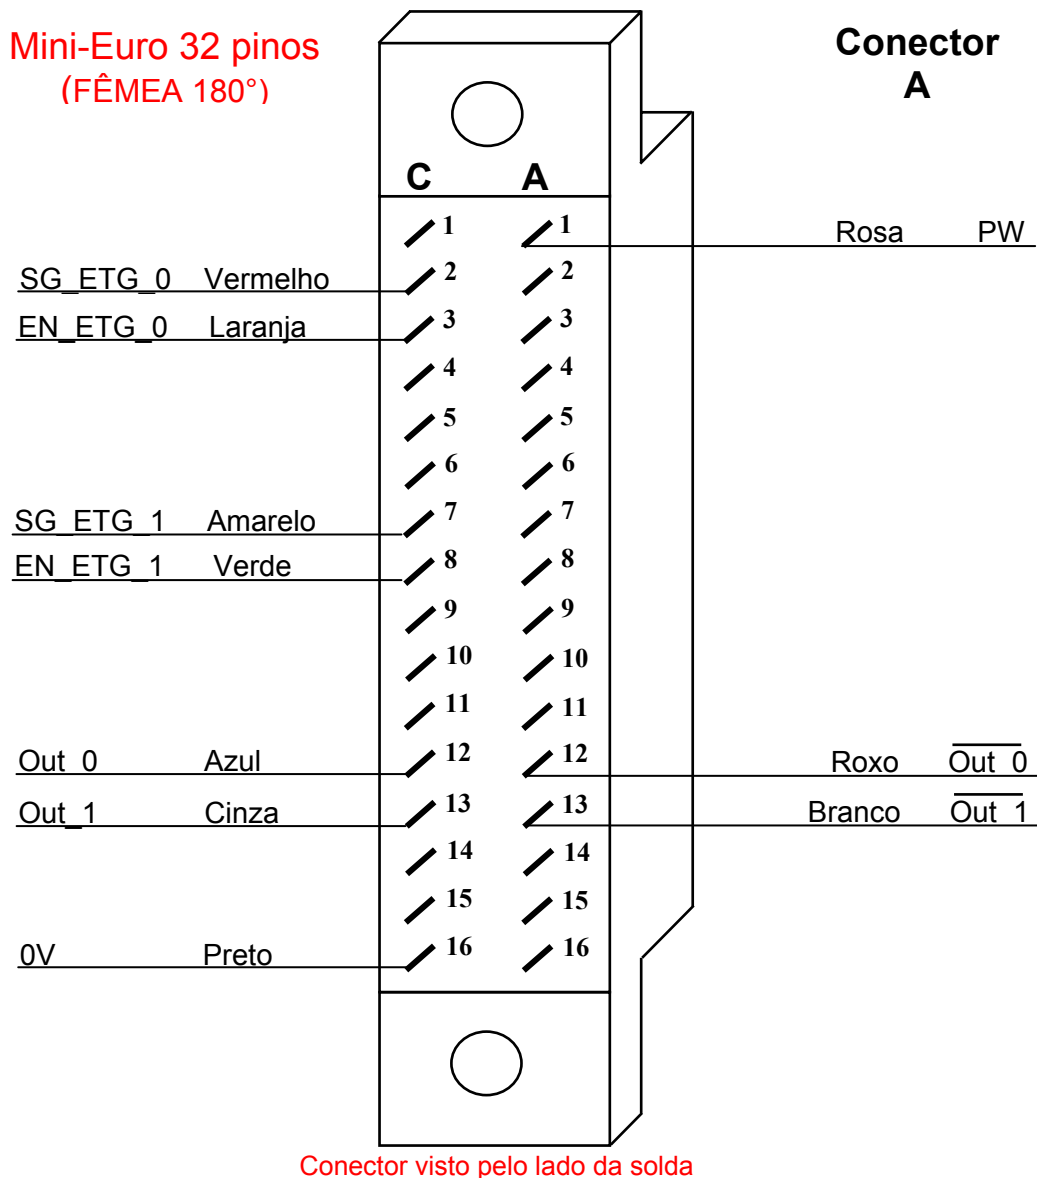 Mini-Euro 32 pinos
(FÊMEA 180°)
Conector
A
C A
1 1 Rosa PW
SG_ETG_0 Vermelho 2 2
EN_ETG_0 Laranja 3 3
4 4
5 5
6 6
SG_ETG_1 Amarelo 7 7
EN_ETG_1 Verde 8 8
9 9
10 10
11 11
Out_0 Azul 12 12 Roxo Out_0
Out_1 Cinza 13 13 Branco Out_1
14 14
15 15
0V Preto 16 16
Conector visto pelo lado da solda